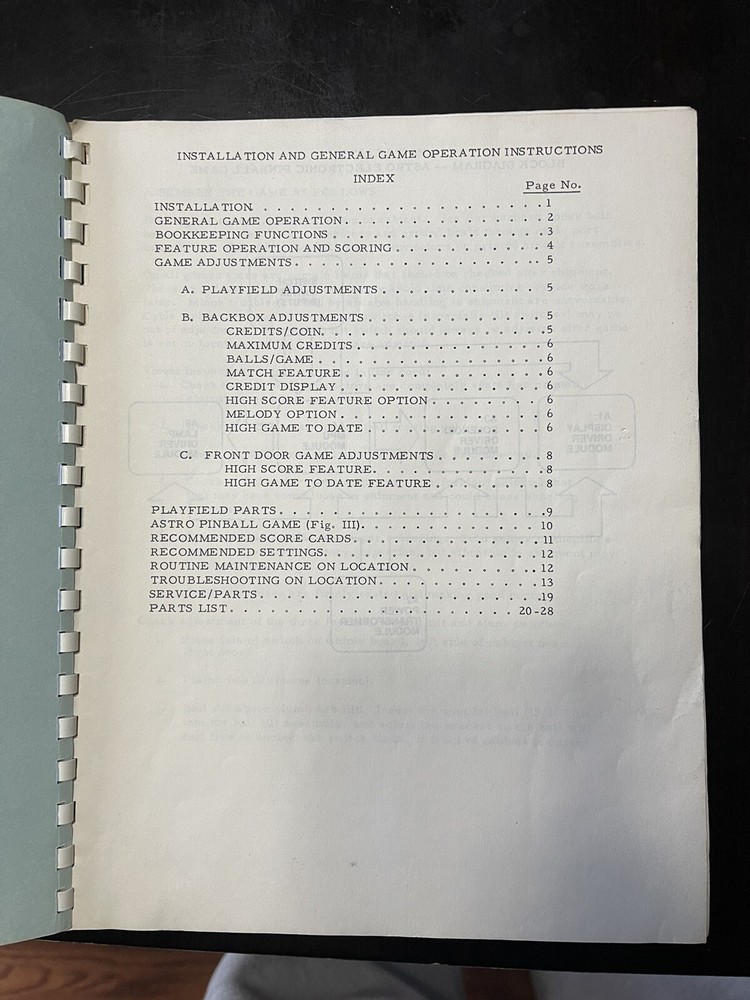 INSTALLATION AND GENERAL GAME OPERATION INSTRUCTIONS
INDEX
Page No.
INSTALLATION. . . . . . . . . . . . . . . . . . . . . . 1
GENERAL GAME OPERATION. . . . . . . . . . . . . . . 2
BOOKKEEPING FUNCTIONS . . . . . . . . . . . . . . . . 3
FEATURE OPERATION AND SCORING . . . . . . . . . . . 4
GAME ADJUSTMENTS. . . . . . . . . . . . . . . . . . . 5
A. PLAYFIELD ADJUSTMENTS . . . . . . . . . . . . 5
B. BACKBOX ADJUSTMENTS . . . . . . . . . . . . . 5
CREDITS/COIN. . . . . . . . . . . . . . . . . 5
MAXIMUM CREDITS . . . . . . . . . . . . . . 6
BALLS/GAME . . . . . . . . . . . . . . . . . 6
MATCH FEATURE . . . . . . . . . . . . . . . 6
CREDIT DISPLAY . . . . . . . . . . . . . . . 6
HIGH SCORE FEATURE OPTION . . . . . . . . 6
MELODY OPTION . . . . . . . . . . . . . . . 6
HIGH GAME TO DATE . . . . . . . . . . . . . 6
C. FRONT DOOR GAME ADJUSTMENTS . . . . . . . . 8
HIGH SCORE FEATURE. . . . . . . . . . . . . 8
HIGH GAME TO DATE FEATURE . . . . . . . . 8
PLAYFIELD PARTS. . . . . . . . . . . . . . . . . . . . 9
ASTRO PINBALL GAME (Fig. III). . . . . . . . . . . . . 10
RECOMMENDED SCORE CARDS. . . . . . . . . . . . . . 11
RECOMMENDED SETTINGS. . . . . . . . . . . . . . . . 12
ROUTINE MAINTENANCE ON LOCATION . . . . . . . . . . 12
TROUBLESHOOTING ON LOCATION. . . . . . . . . . . . 13
SERVICE/PARTS. . . . . . . . . . . . . . . . . . . . . 19
PARTS LIST. . . . . . . . . . . . . . . . . . . . . 20-28